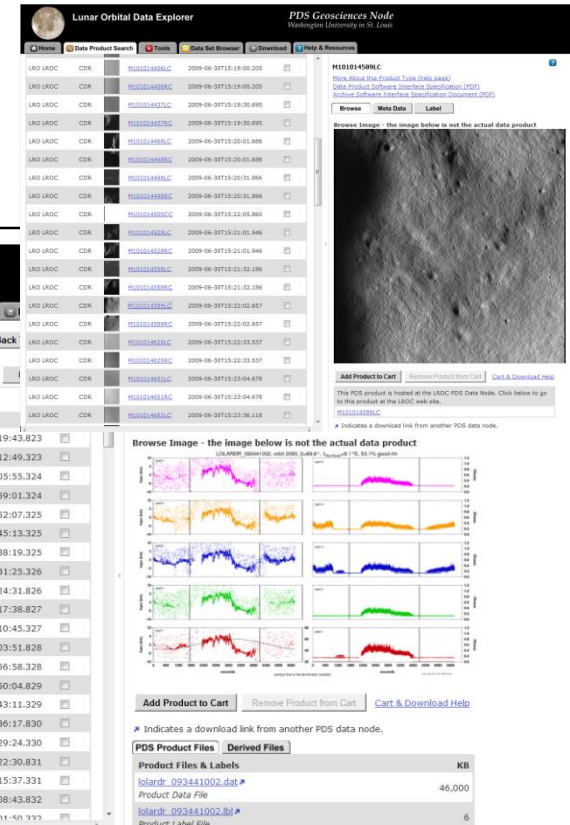 Lunar Orbital Data Explorer
PDS Geosciences Node
Washington University in St. Louis
Home Data Product Search Tools Data Set Browser Download Help & Resources
LRO LROC CDR M101014406LC 2009-06-30T15:19:00.205
LRO LROC CDR M101014406RC 2009-06-30T15:19:00.205
LRO LROC CDR M101014437LC 2009-06-30T15:19:30.695
LRO LROC CDR M101014437RC 2009-06-30T15:19:30.695
LRO LROC CDR M101014468LC 2009-06-30T15:20:01.686
LRO LROC CDR M101014468RC 2009-06-30T15:20:01.686
LRO LROC CDR M101014498LC 2009-06-30T15:20:31.866
LRO LROC CDR M101014498RC 2009-06-30T15:20:31.866
LRO LROC CDR M101014500CC 2009-06-30T15:22:05.860
LRO LROC CDR M101014528LC 2009-06-30T15:21:01.946
LRO LROC CDR M101014528RC 2009-06-30T15:21:01.946
LRO LROC CDR M101014558LC 2009-06-30T15:21:32.186
LRO LROC CDR M101014558RC 2009-06-30T15:21:32.186
LRO LROC CDR M101014589LC 2009-06-30T15:22:02.657
LRO LROC CDR M101014589RC 2009-06-30T15:22:02.657
LRO LROC CDR M101014620LC 2009-06-30T15:22:33.537
LRO LROC CDR M101014620RC 2009-06-30T15:22:33.537
LRO LROC CDR M101014651LC 2009-06-30T15:23:04.678
LRO LROC CDR M101014651RC 2009-06-30T15:23:04.678
LRO LROC CDR M101014682LC 2009-06-30T15:23:36.118
M101014589LC
More About this Product Type (help page)
Data Product Software Interface Specification (PDF)
Archive Software Interface Specification Document (PDF)
Browse Meta Data Label
Browse Image - the image below is not the actual data product
Add Product to Cart Remove Product from Cart Cart & Download Help
This PDS product is hosted at the LROC PDS Data Node. Click below to go
to this product at the LROC web site.
M101014589LC
Indicates a download link from another PDS data node.
Back
19:43.823
12:49.323
05:55.324
59:01.324
52:07.325
45:13.325
38:19.325
31:25.326
24:31.826
17:38.827
10:45.327
03:51.828
56:58.328
50:04.829
43:11.329
36:17.830
29:24.330
22:30.831
15:37.331
08:43.832
01:50.332
Browse Image - the image below is not the actual data product
Add Product to Cart Remove Product from Cart Cart & Download Help
Indicates a download link from another PDS data node.
PDS Product Files Derived Files
Product Files & Labels KB
lolardr_093441002.dat 46,000
Product Data File
lolardr_093441002.lbl 6
Product Label File